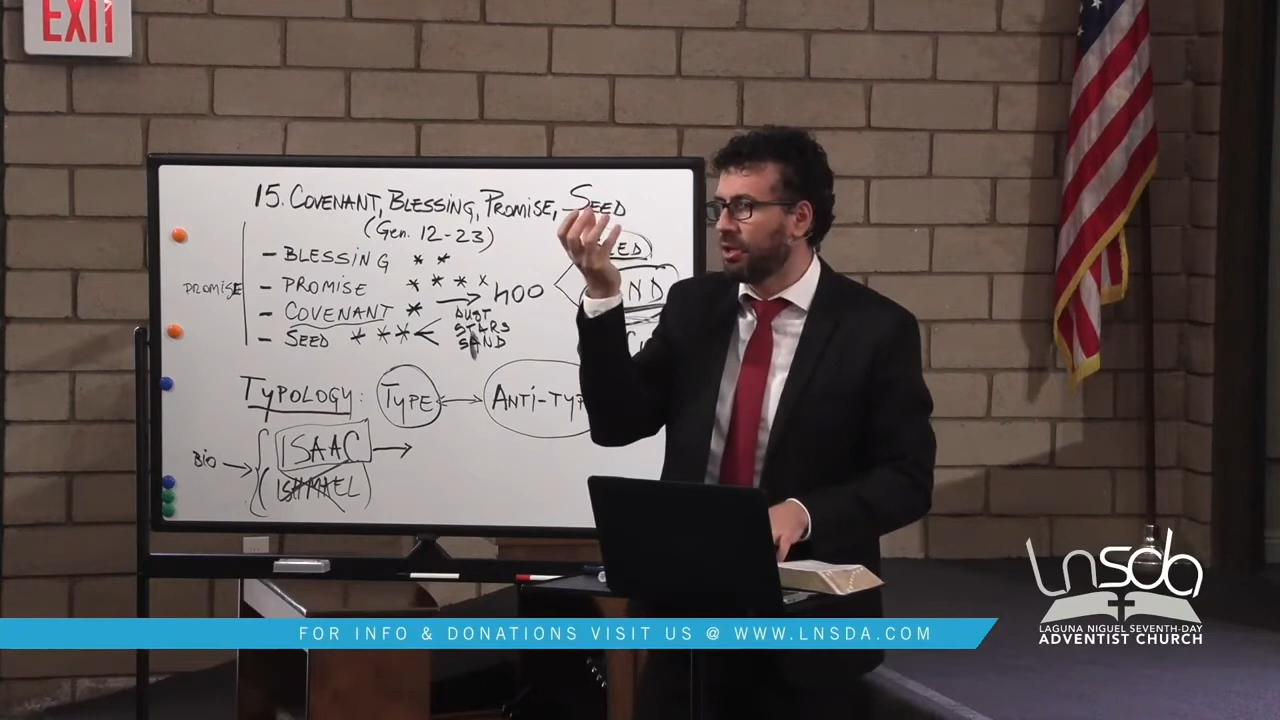 EXIT
15. COVENANT, BLESSING, PROMISE, SEED
(Gen. 12-23)
PROMISE
- BLESSING * *
- PROMISE * * * * 400
- COVENANT *
- SEED * * *
DUST
STARS
SAND
TYPOLOGY: TYPE ANTI-TYP
BIO
ISAAC
ISHMAEL
FOR INFO & DONATIONS VISIT US @ WWW.LNSDA.COM
LNSDA
LAGUNA NIGUEL SEVENTH-DAY
ADVENTIST CHURCH